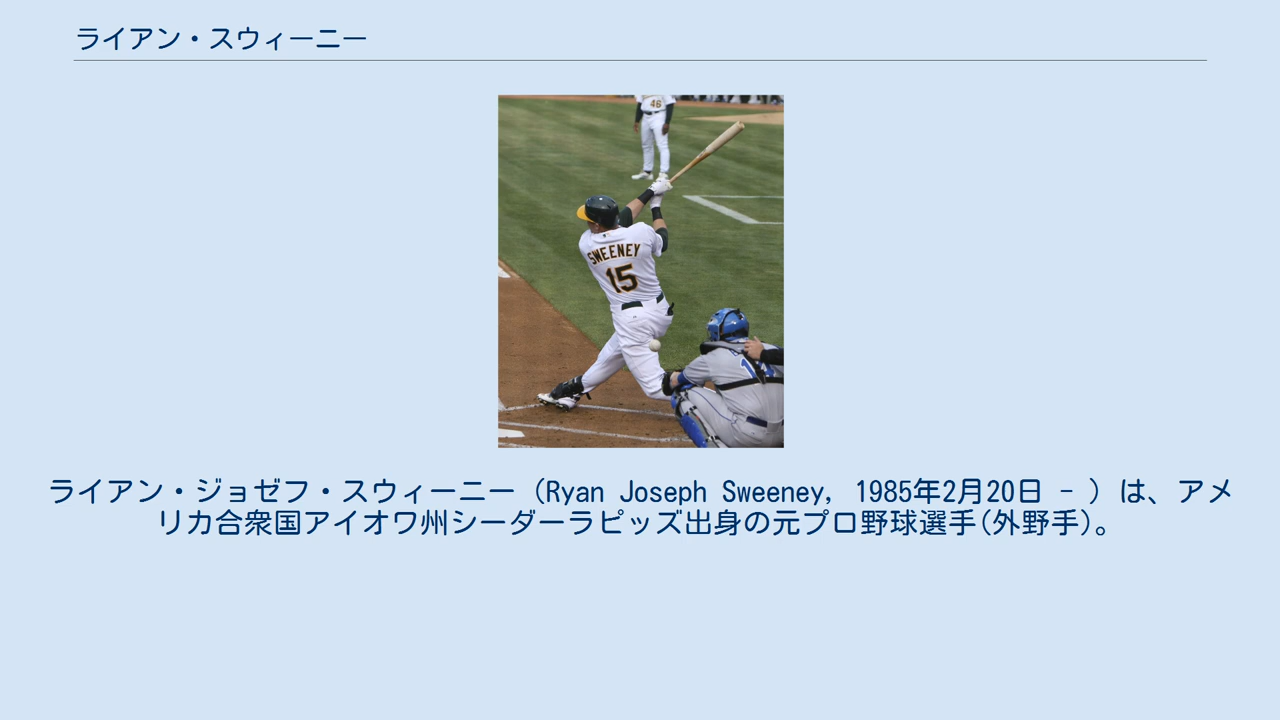 ライアン・スウィーニー
46
SWEENEY
15
ライアン・ジョゼフ・スウィーニー（Ryan Joseph Sweeney, 1985年2月20日 - ）は、アメ
リカ合衆国アイオワ州シーダーラピッズ出身の元プロ野球選手(外野手)。